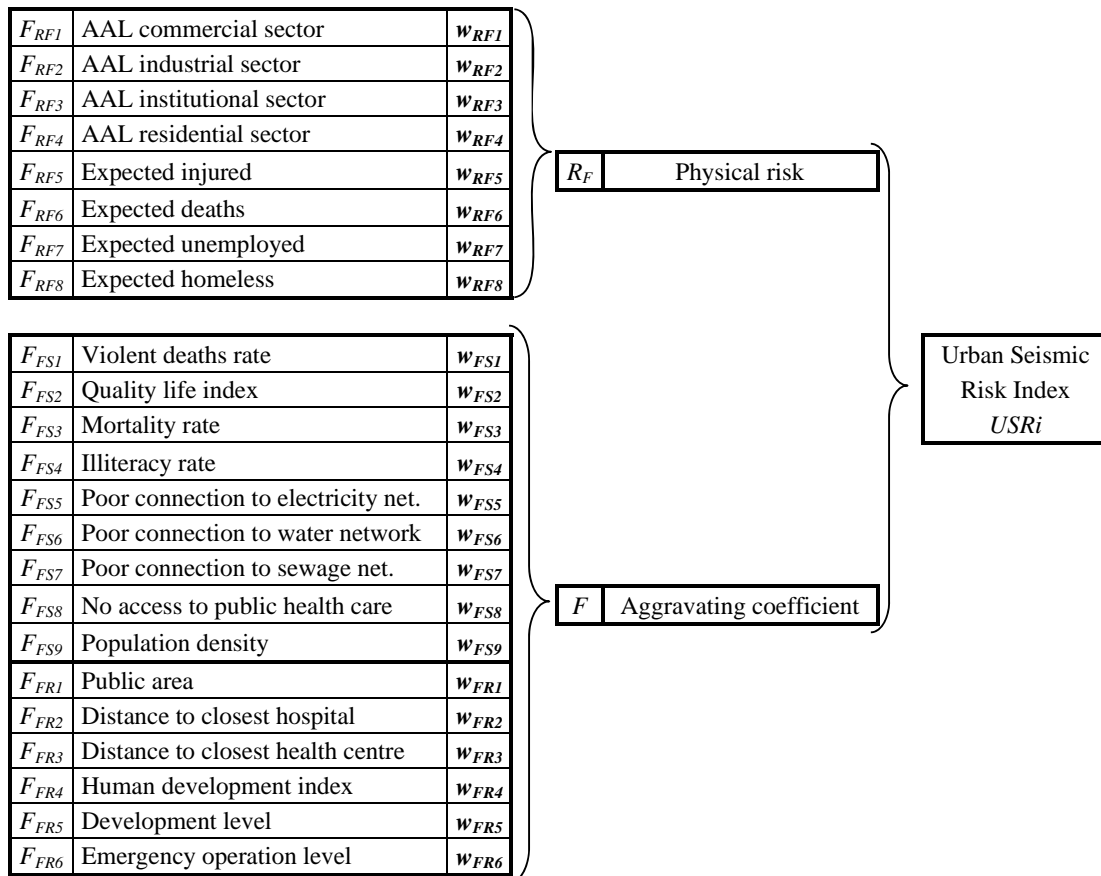 F_RF1 AAL commercial sector w_RF1
F_RF2 AAL industrial sector w_RF2
F_RF3 AAL institutional sector w_RF3
F_RF4 AAL residential sector w_RF4
F_RF5 Expected injured w_RF5
F_RF6 Expected deaths w_RF6
F_RF7 Expected unemployed w_RF7
F_RF8 Expected homeless w_RF8
R_F Physical risk
F_FS1 Violent deaths rate w_FS1
F_FS2 Quality life index w_FS2
F_FS3 Mortality rate w_FS3
F_FS4 Illiteracy rate w_FS4
F_FS5 Poor connection to electricity net. w_FS5
F_FS6 Poor connection to water network w_FS6
F_FS7 Poor connection to sewage net. w_FS7
F_FS8 No access to public health care w_FS8
F_FS9 Population density w_FS9
F_FR1 Public area w_FR1
F_FR2 Distance to closest hospital w_FR2
F_FR3 Distance to closest health centre w_FR3
F_FR4 Human development index w_FR4
F_FR5 Development level w_FR5
F_FR6 Emergency operation level w_FR6
F Aggravating coefficient
Urban Seismic
Risk Index
USRi